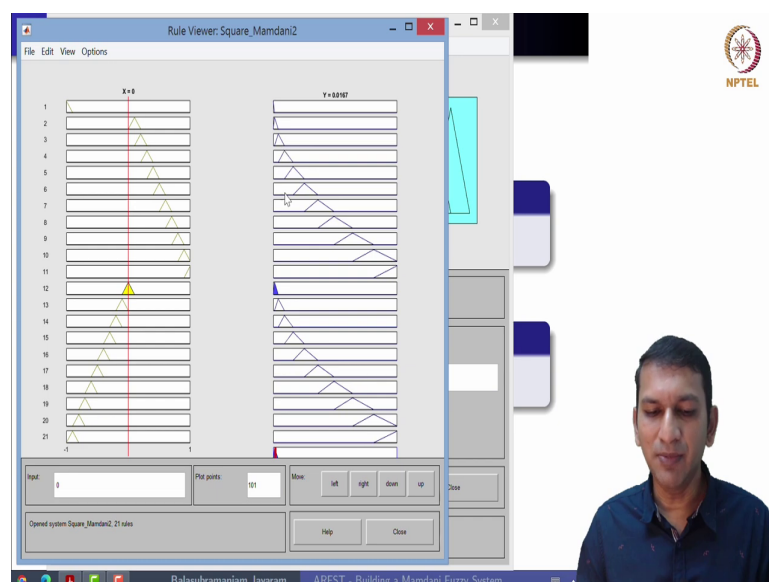 Rule Viewer: Square_Mamdani2
File Edit View Options
X = 0
Y = 0.0167
1
2
3
4
5
6
7
8
9
10
11
12
13
14
15
16
17
18
19
20
21
-1 1
Input:
0
Plot points:
101
Move:
left right down up
Close
Opened system Square_Mamdani2, 21 rules
Help Close
Balasubramaniam Jayaram
ARFST - Building a Mamdani Fuzzy System
NPTEL